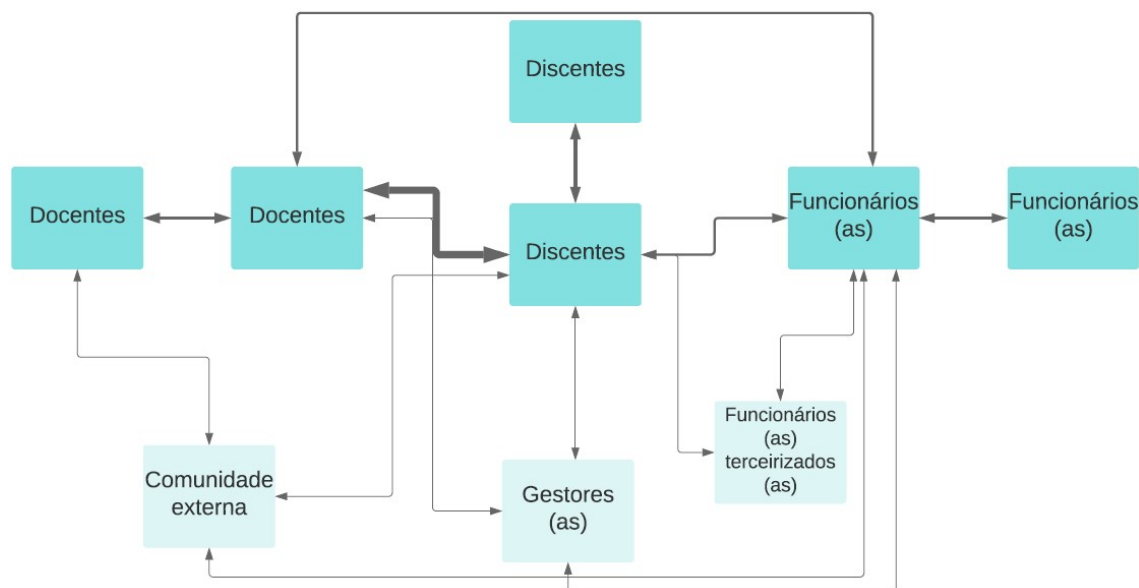 Discentes
Docentes
Docentes
Discentes
Funcionários
(as)
Funcionários
(as)
Comunidade
externa
Gestores
(as)
Funcionários
(as)
terceirizados
(as)